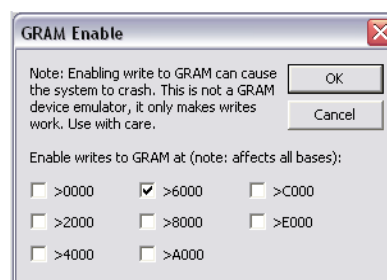 GRAM Enable
Note: Enabling write to GRAM can cause
the system to crash. This is not a GRAM
device emulator, it only makes writes
work. Use with care.
OK
Cancel
Enable writes to GRAM at (note: affects all bases):
>0000 >6000 >C000
>2000 >8000 >E000
>4000 >A000